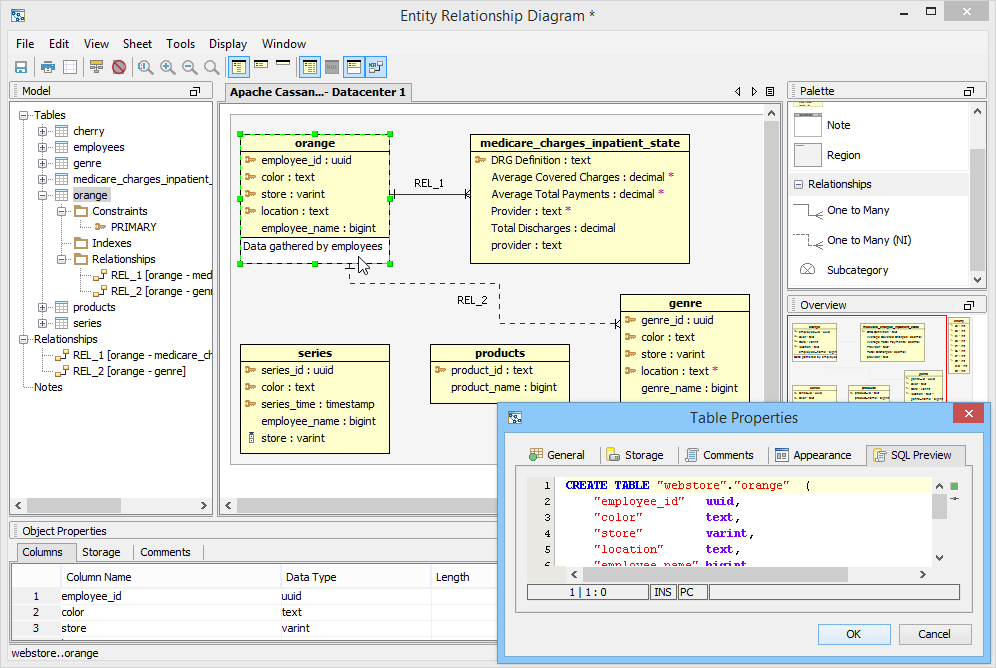 Entity Relationship Diagram *
File Edit View Sheet Tools Display Window
Model
Tables
cherry
employees
genre
medicare_charges_inpatient_
orange
Constraints
PRIMARY
Indexes
Relationships
REL_1 [orange - med
REL_2 [orange - genr
products
series
Relationships
REL_1 [orange - medicare_ch
REL_2 [orange - genre]
Notes
Apache Cassan...- Datacenter 1
orange
employee_id : uuid
color : text
store : varint
location : text
employee_name : bigint
Data gathered by employees
REL_1
medicare_charges_inpatient_state
DRG Definition : text
Average Covered Charges : decimal *
Average Total Payments : decimal *
Provider : text *
Total Discharges : decimal
provider : text
REL_2
genre
genre_id : uuid
color : text
store : varint
location : text *
genre_name : bigint
series
series_id : uuid
color : text
series_time : timestamp
employee_name : bigint
store : varint
products
product_id : text
product_name : bigint
Palette
Note
Region
Relationships
One to Many
One to Many (NI)
Subcategory
Overview
Object Properties
Columns Storage Comments
Column Name Data Type Length
1 employee_id uuid
2 color text
3 store varint
webstore..orange
Table Properties
General Storage Comments Appearance SQL Preview
1 CREATE TABLE "webstore"."orange" (
2 "employee_id" uuid,
3 "color" text,
4 "store" varint,
5 "location" text,
6 "employee_name" bigint
1 | 1 : 0 INS PC
OK Cancel